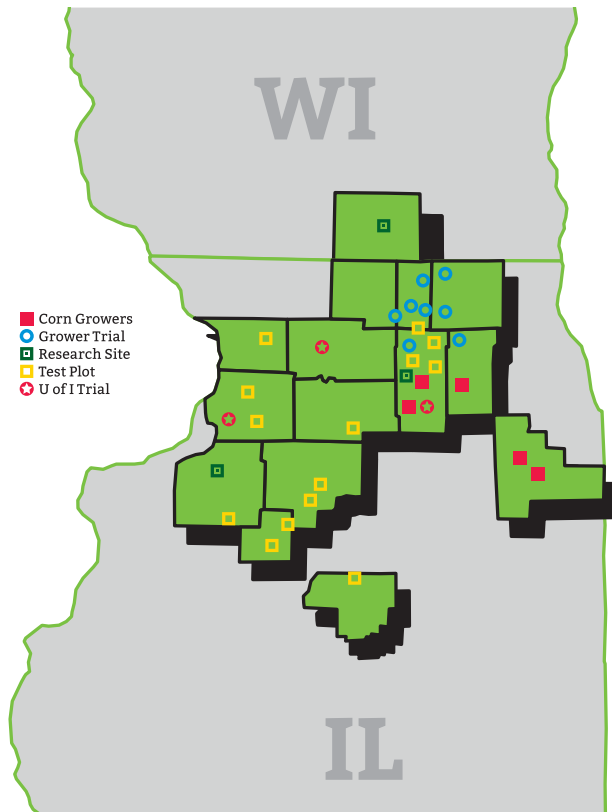 WI
Corn Growers
Grower Trial
Research Site
Test Plot
U of I Trial
IL